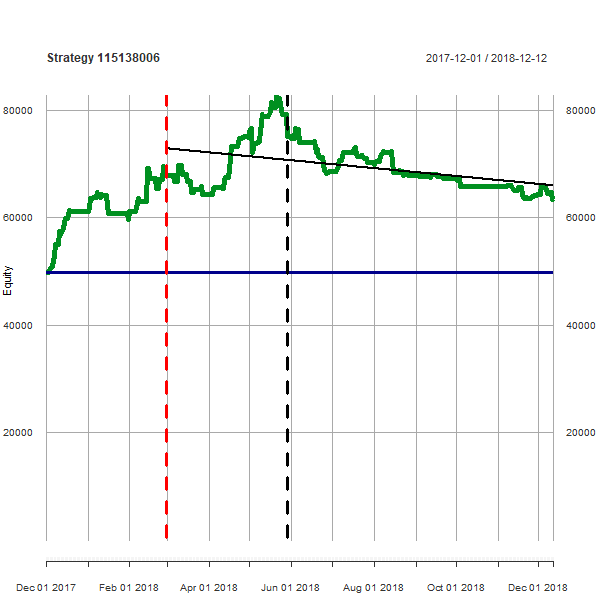 Strategy 115138006
2017-12-01 / 2018-12-12
80000
80000
60000
60000
Equity
40000
40000
20000
20000
Dec 01 2017
Feb 01 2018
Apr 01 2018
Jun 01 2018
Aug 01 2018
Oct 01 2018
Dec 01 2018